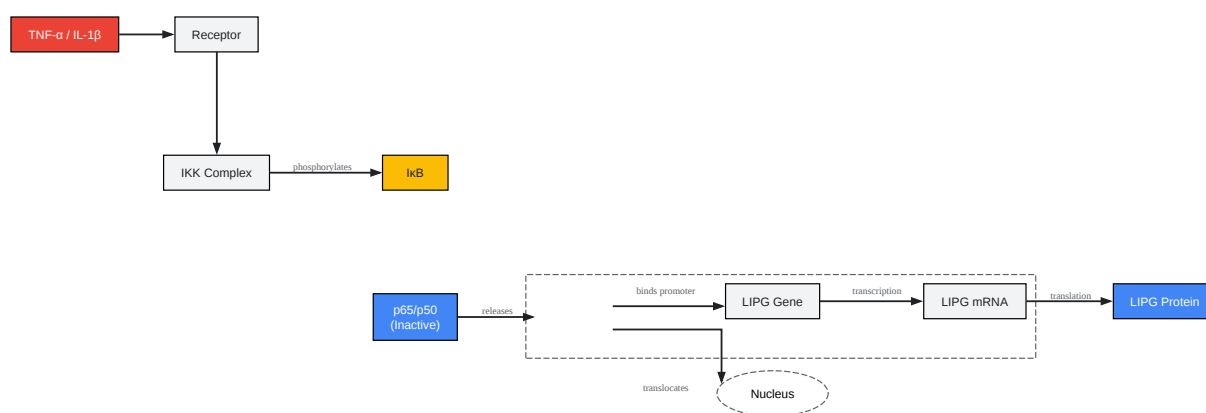 TNF-α / IL-1β
Receptor
IKK Complex
phosphorylates
IκB
p65/p50
(Inactive)
releases
binds promoter
LIPG Gene
transcription
LIPG mRNA
translation
LIPG Protein
translocates
Nucleus